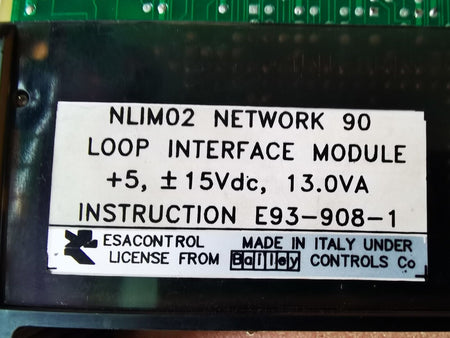 NLIM02 NETWORK 90
LOOP INTERFACE MODULE
+5, ±15Vdc, 13.0VA
INSTRUCTION E93-908-1
ESACONTROL MADE IN ITALY UNDER
LICENSE FROM Bailey CONTROLS Co